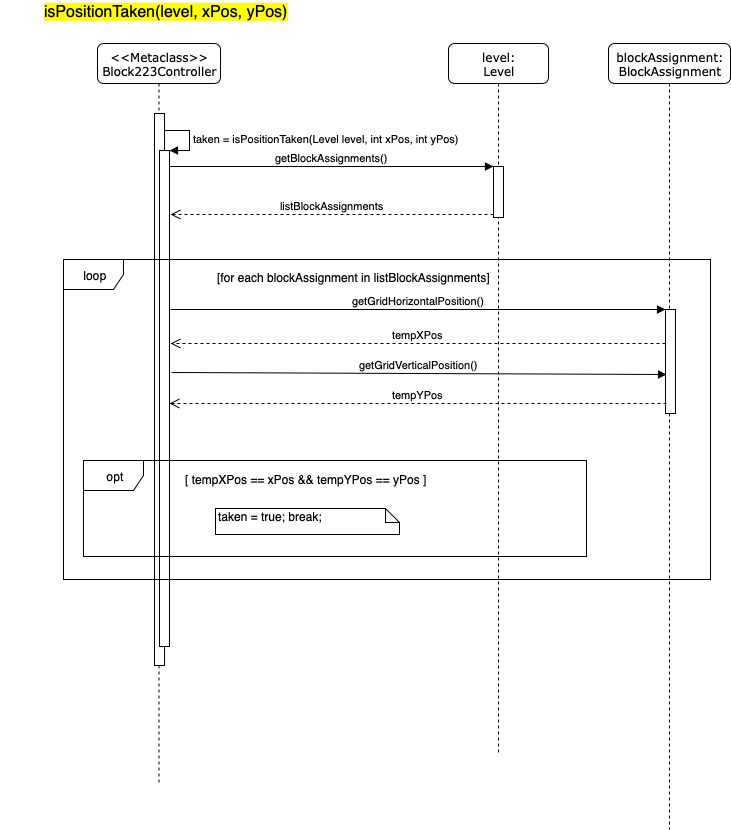 isPositionTaken(level, xPos, yPos)
<<Metaclass>>
Block223Controller
level:
Level
blockAssignment:
BlockAssignment
taken = isPositionTaken(Level level, int xPos, int yPos)
getBlockAssignments()
listBlockAssignments
loop
[for each blockAssignment in listBlockAssignments]
getGridHorizontalPosition()
tempXPos
getGridVerticalPosition()
tempYPos
opt
[ tempXPos == xPos && tempYPos == yPos ]
taken = true; break;